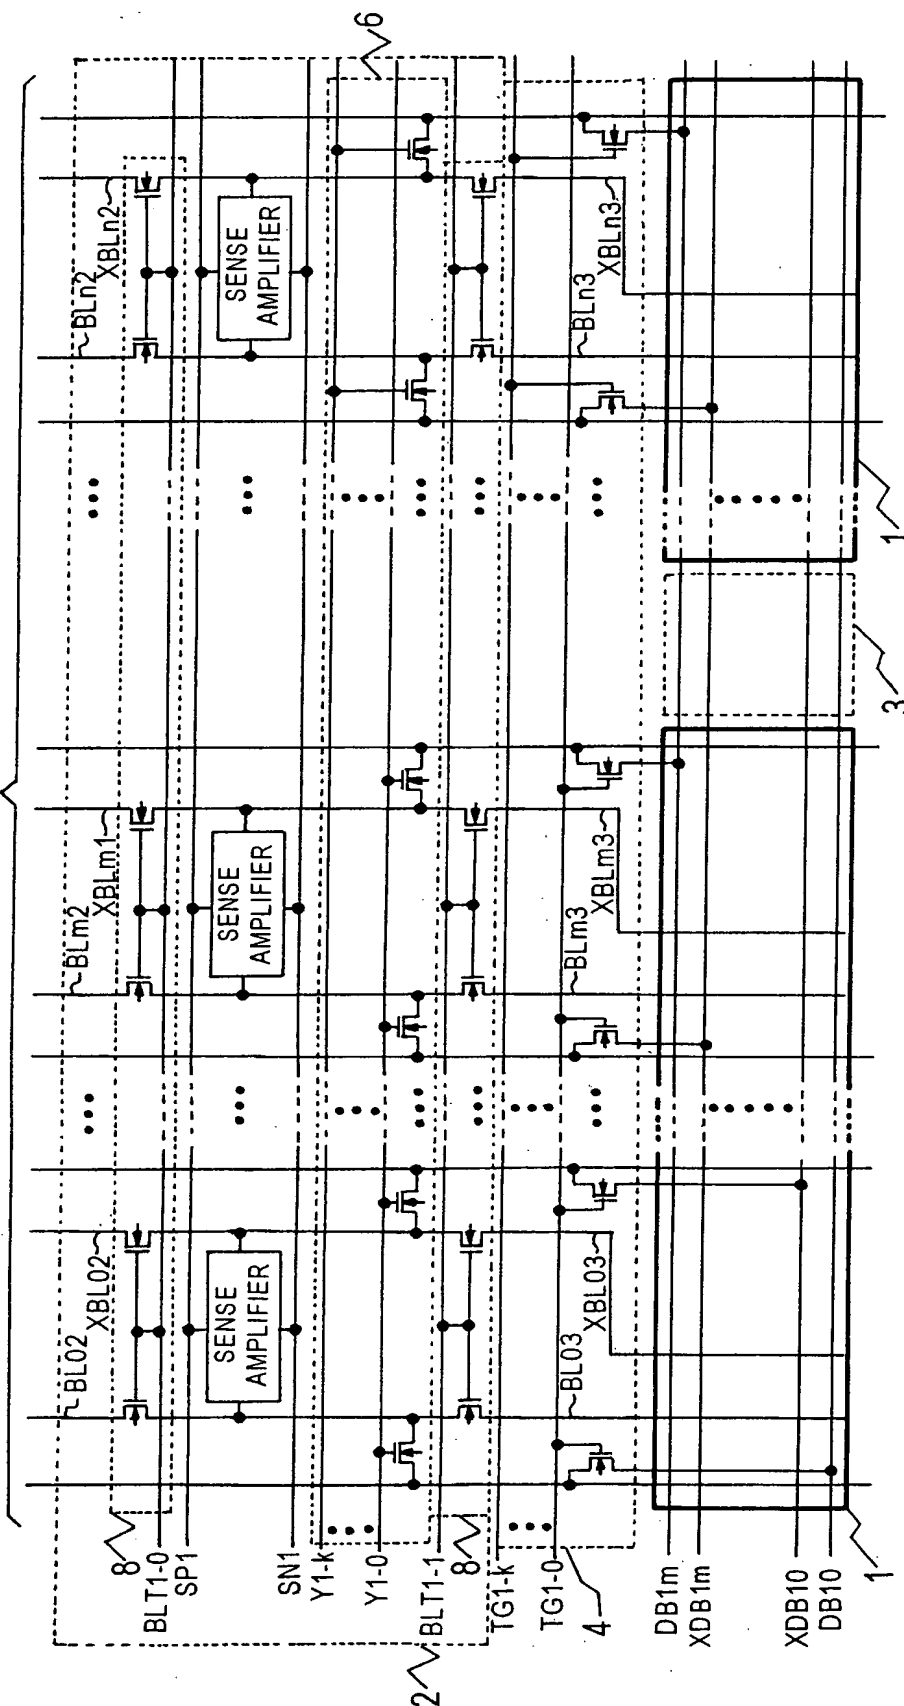 6
BL02
XBL02
BLm2
XBLm1
BLn2
XBLn2
8
BLT1-0
SP1
SENSE
AMPLIFIER
SENSE
AMPLIFIER
SENSE
AMPLIFIER
SN1
Y1-k
Y1-0
BLT1-1
8
2
TG1-k
TG1-0
4
BL03
XBL03
BLm3
XBLm3
BLn3
XBLn3
DB1m
XDB1m
XDB10
DB10
1
3
1